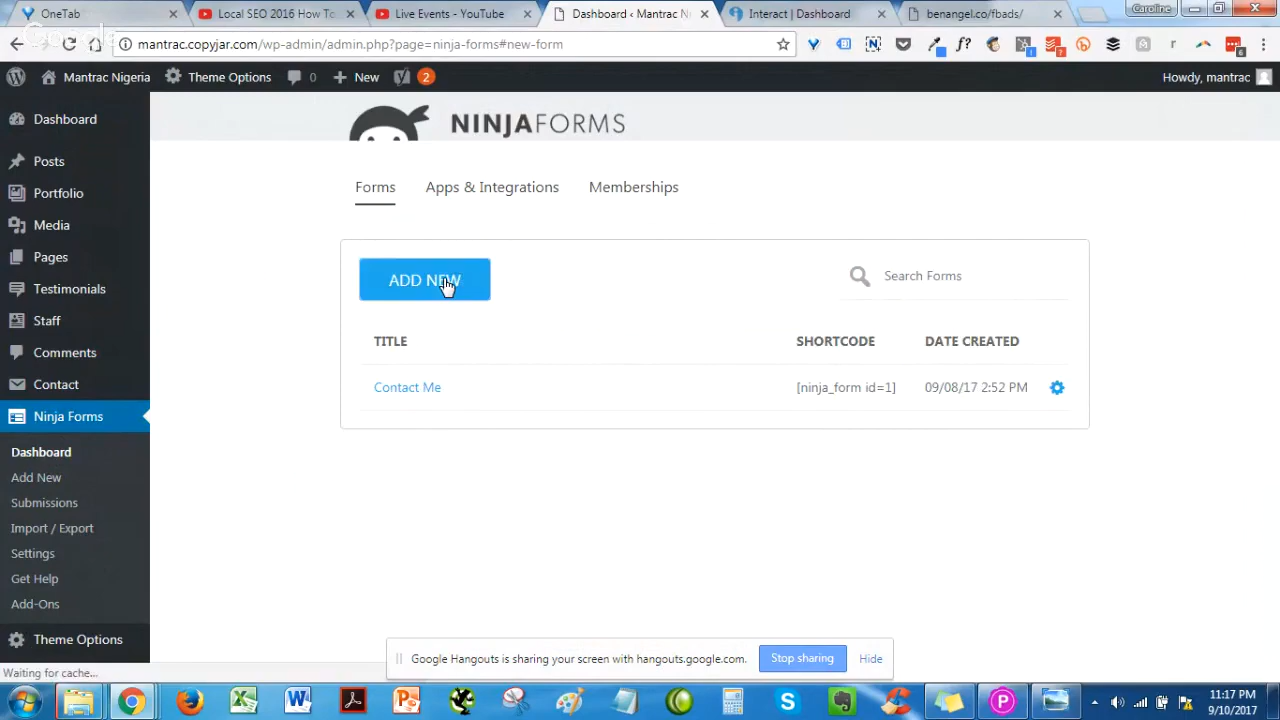 OneTab
Local SEO 2016 How To
Live Events - YouTube
Dashboard ‹ Mantrac N
Interact | Dashboard
benangel.co/fbads/
Caroline
mantrac.copyjar.com/wp-admin/admin.php?page=ninja-forms#new-form
Mantrac Nigeria
Theme Options
0
New
2
Howdy, mantrac
Dashboard
Posts
Portfolio
Media
Pages
Testimonials
Staff
Comments
Contact
Ninja Forms
Dashboard
Add New
Submissions
Import / Export
Settings
Get Help
Add-Ons
Theme Options
NINJAFORMS
Forms
Apps & Integrations
Memberships
ADD NEW
Search Forms
TITLE
SHORTCODE
DATE CREATED
Contact Me
[ninja_form id=1]
09/08/17 2:52 PM
Google Hangouts is sharing your screen with hangouts.google.com.
Stop sharing
Hide
Waiting for cache...
11:17 PM
9/10/2017